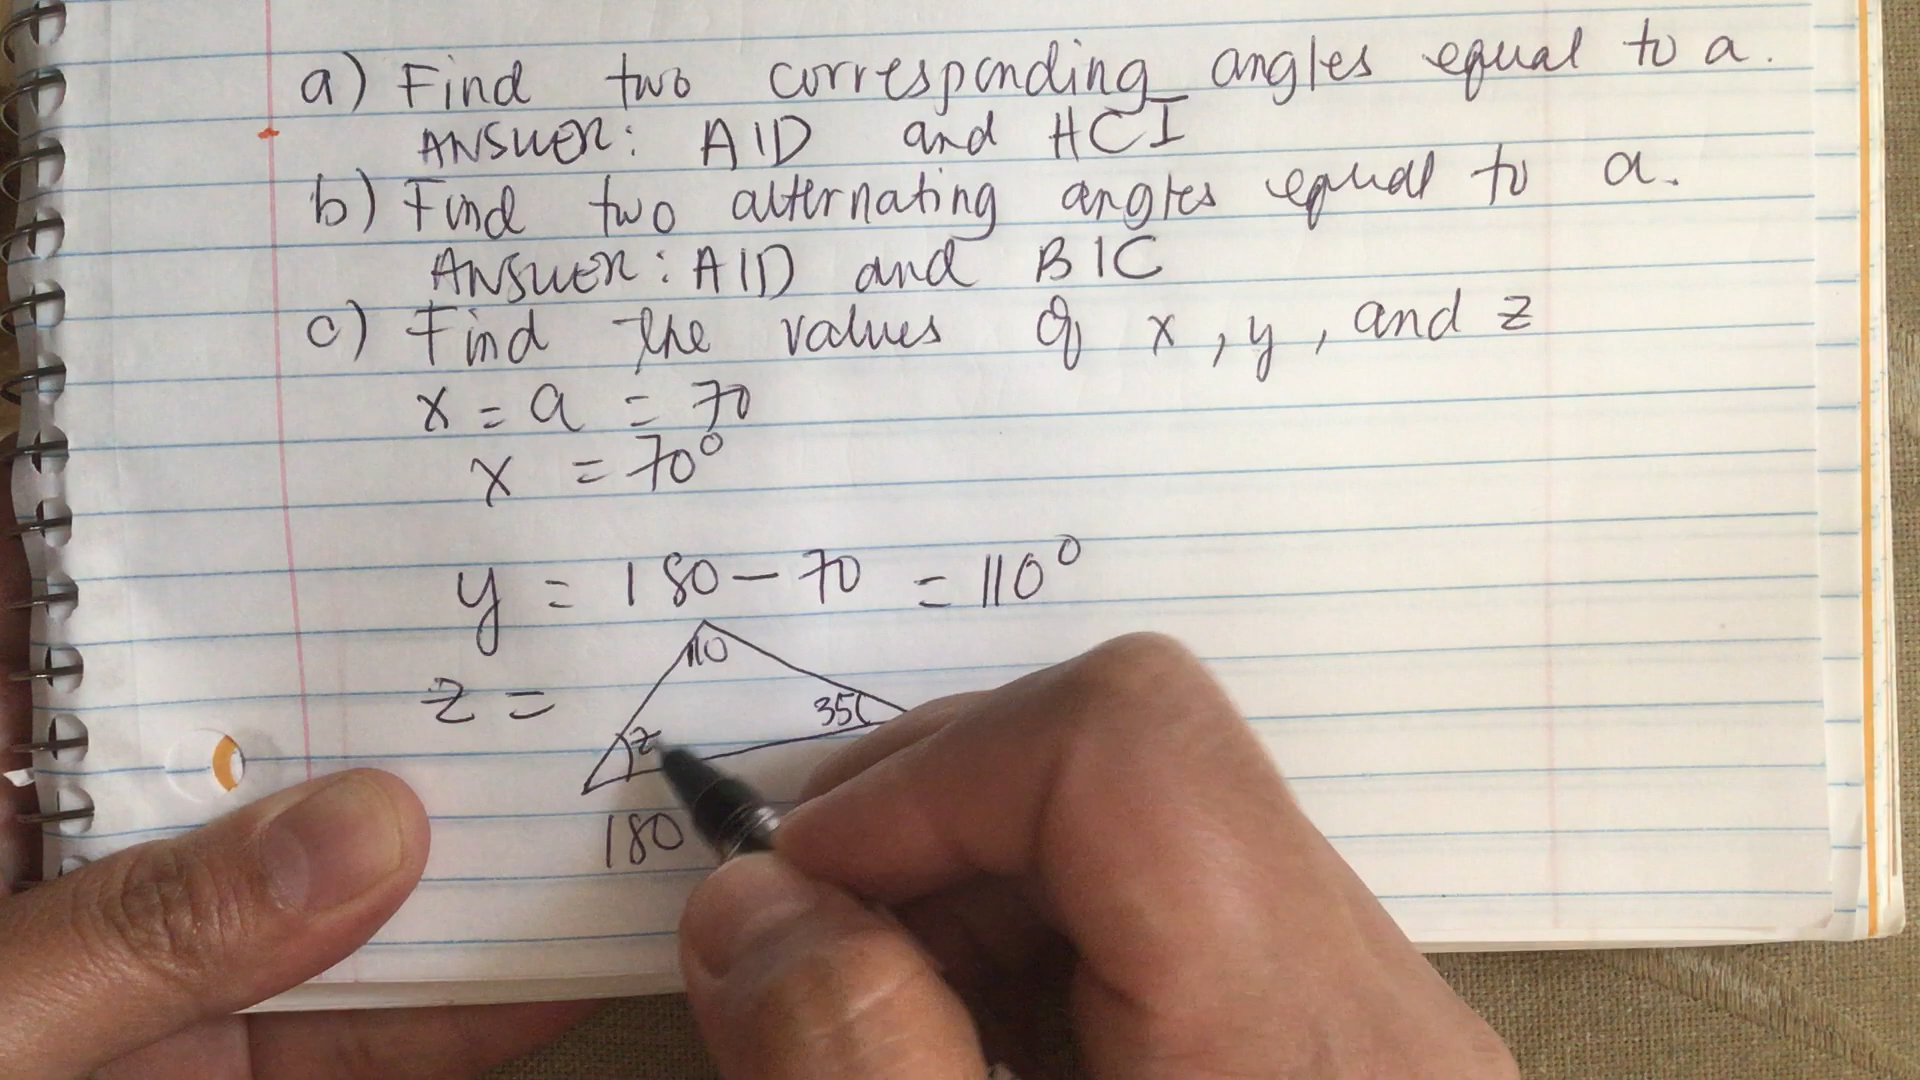 a) Find two corresponding angles equal to a.
ANSWER: AID and HCI
b) Find two alternating angles equal to a.
ANSWER: AID and BIC
c) Find the values of x, y, and z
x = a = 70
x = 70°
y = 180 - 70 = 110°
z =
110
35
z
180